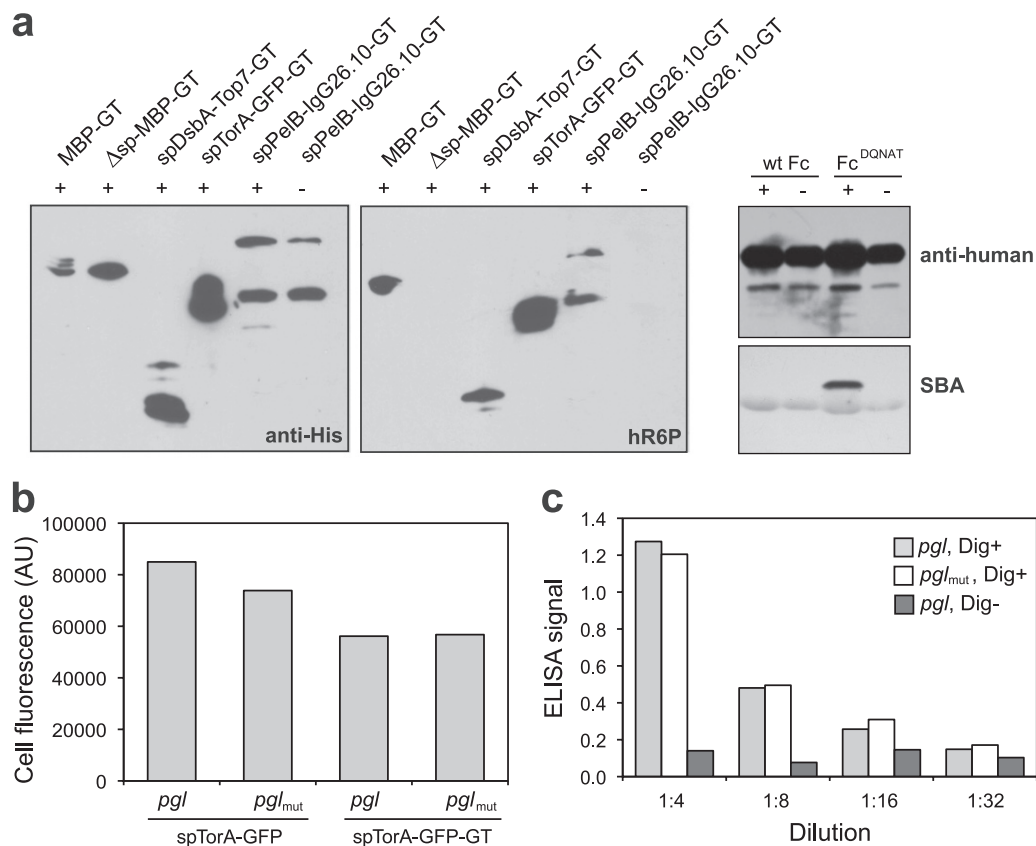 a
MBP-GT
Δsp-MBP-GT
spDsbA-Top7-GT
spTorA-GFP-GT
spPelB-IgG26.10-GT
spPelB-IgG26.10-GT
+ + + + + -
anti-His
MBP-GT
Δsp-MBP-GT
spDsbA-Top7-GT
spTorA-GFP-GT
spPelB-IgG26.10-GT
spPelB-IgG26.10-GT
+ + + + + -
hR6P
wt Fc Fc^DQNAT
+ - + -
anti-human
SBA
b
Cell fluorescence (AU)
100000
80000
60000
40000
20000
0
pgl pgl_mut pgl pgl_mut
spTorA-GFP spTorA-GFP-GT
c
ELISA signal
1.4
1.2
1.0
0.8
0.6
0.4
0.2
0.0
pgl, Dig+
pgl_mut, Dig+
pgl, Dig-
1:4 1:8 1:16 1:32
Dilution